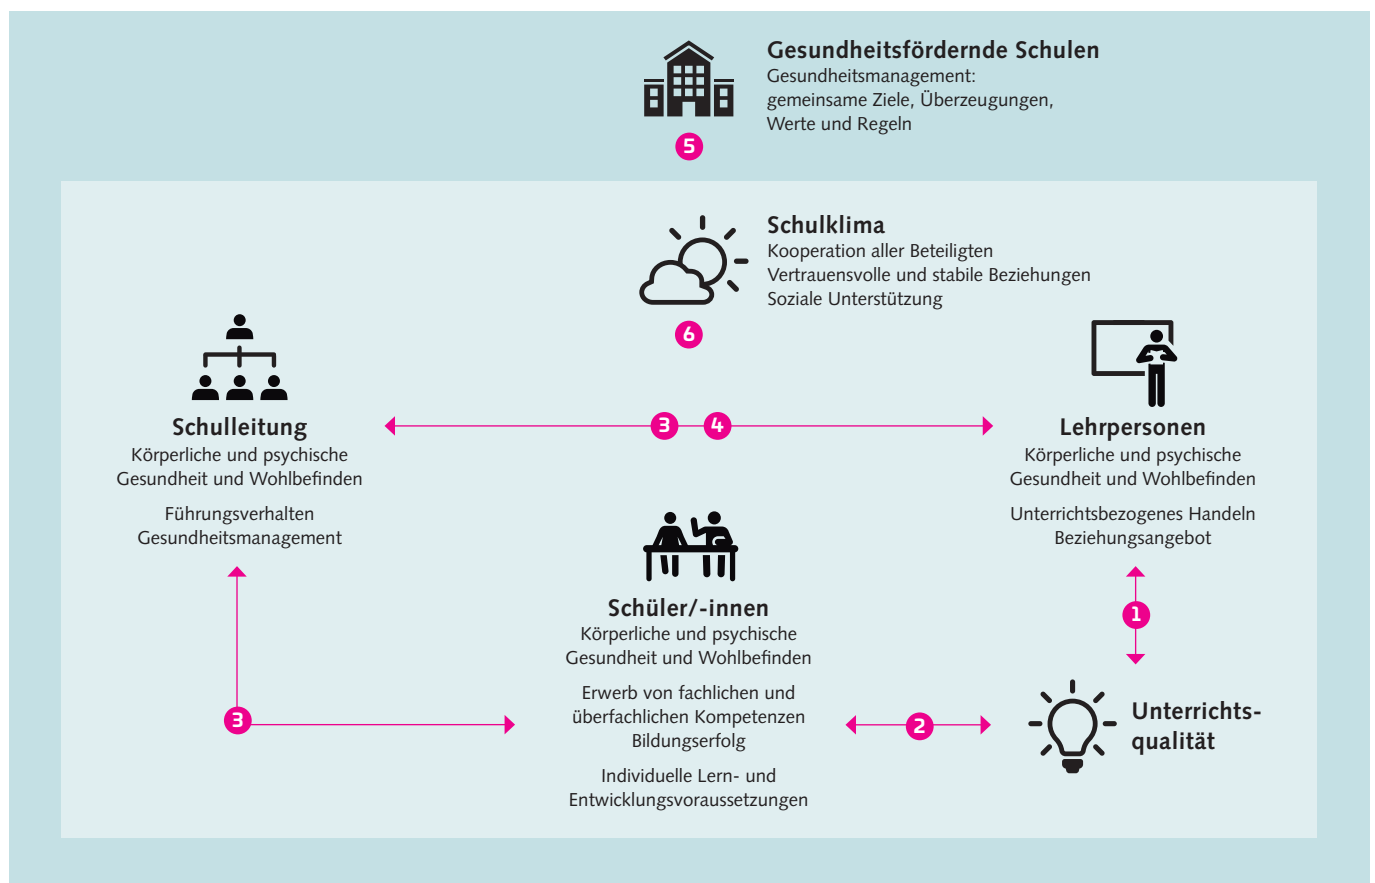 Gesundheitsfördernde Schulen
Gesundheitsmanagement:
gemeinsame Ziele, Überzeugungen,
Werte und Regeln
5
Schulklima
Kooperation aller Beteiligten
Vertrauensvolle und stabile Beziehungen
Soziale Unterstützung
6
Schulleitung
Körperliche und psychische
Gesundheit und Wohlbefinden
Führungsverhalten
Gesundheitsmanagement
3 4
Lehrpersonen
Körperliche und psychische
Gesundheit und Wohlbefinden
Unterrichtsbezogenes Handeln
Beziehungsangebot
1
Schüler/-innen
Körperliche und psychische
Gesundheit und Wohlbefinden
Erwerb von fachlichen und
überfachlichen Kompetenzen
Bildungserfolg
Individuelle Lern- und
Entwicklungsvoraussetzungen
3
2
Unterrichts-
qualität